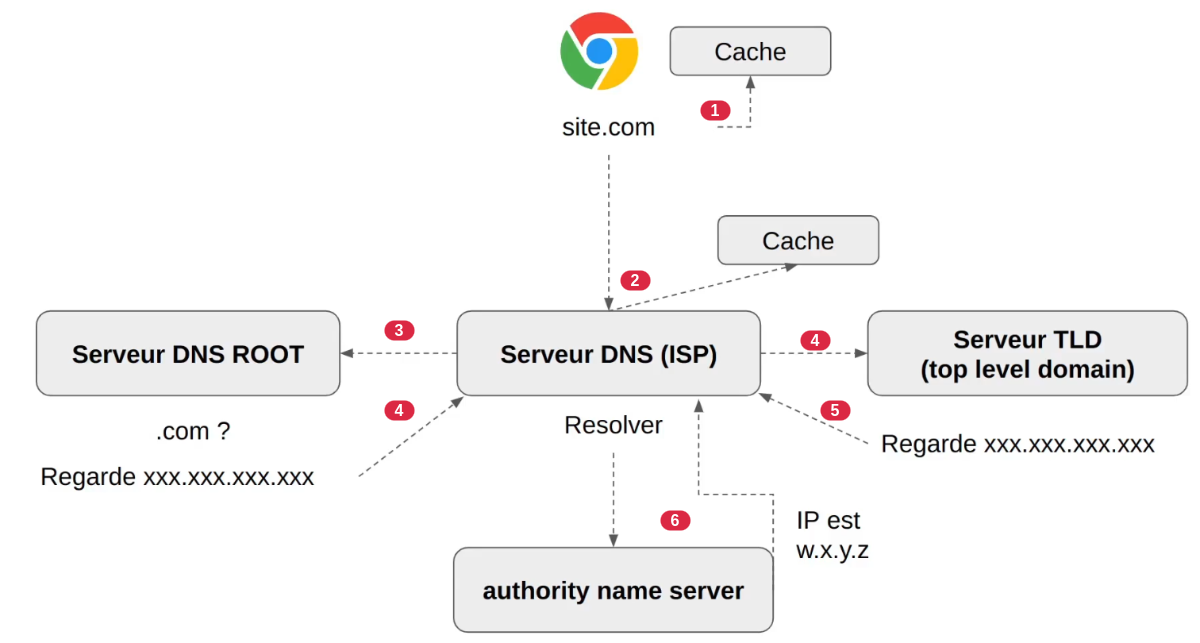 Cache
1
site.com
Cache
2
Serveur DNS ROOT
3
Serveur DNS (ISP)
4
Serveur TLD
(top level domain)
.com ?
4
Resolver
5
Regarde xxx.xxx.xxx.xxx
Regarde xxx.xxx.xxx.xxx
6
IP est
w.x.y.z
authority name server